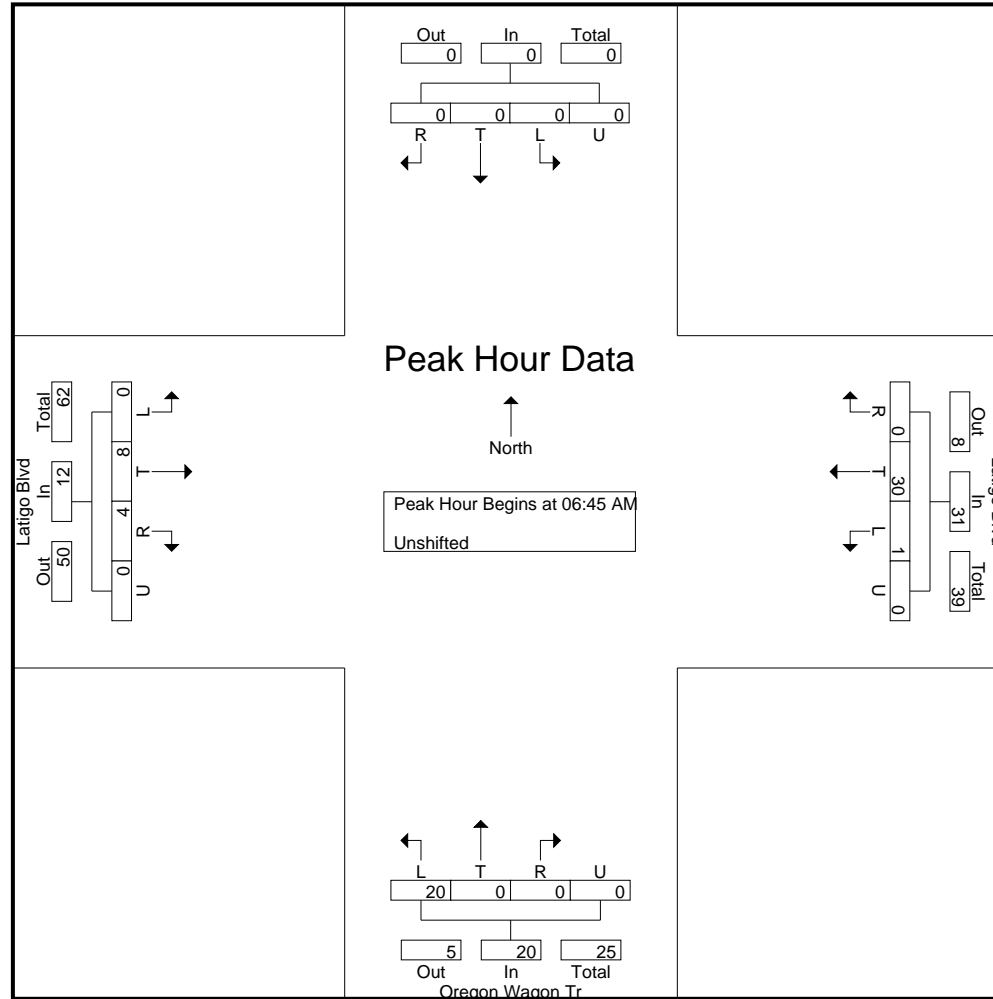 Out In Total
0 0 0
0 0 0 0
R T L U
Peak Hour Data
North
Peak Hour Begins at 06:45 AM
Unshifted
Latigo Blvd
Total In Out
62 12 50
0 8 4 0
L T R U
R T L U
0 30 1 0
8 31 39
Out In Total
L T R U
20 0 0 0
5 20 25
Out In Total
Oregon Wagon Tr